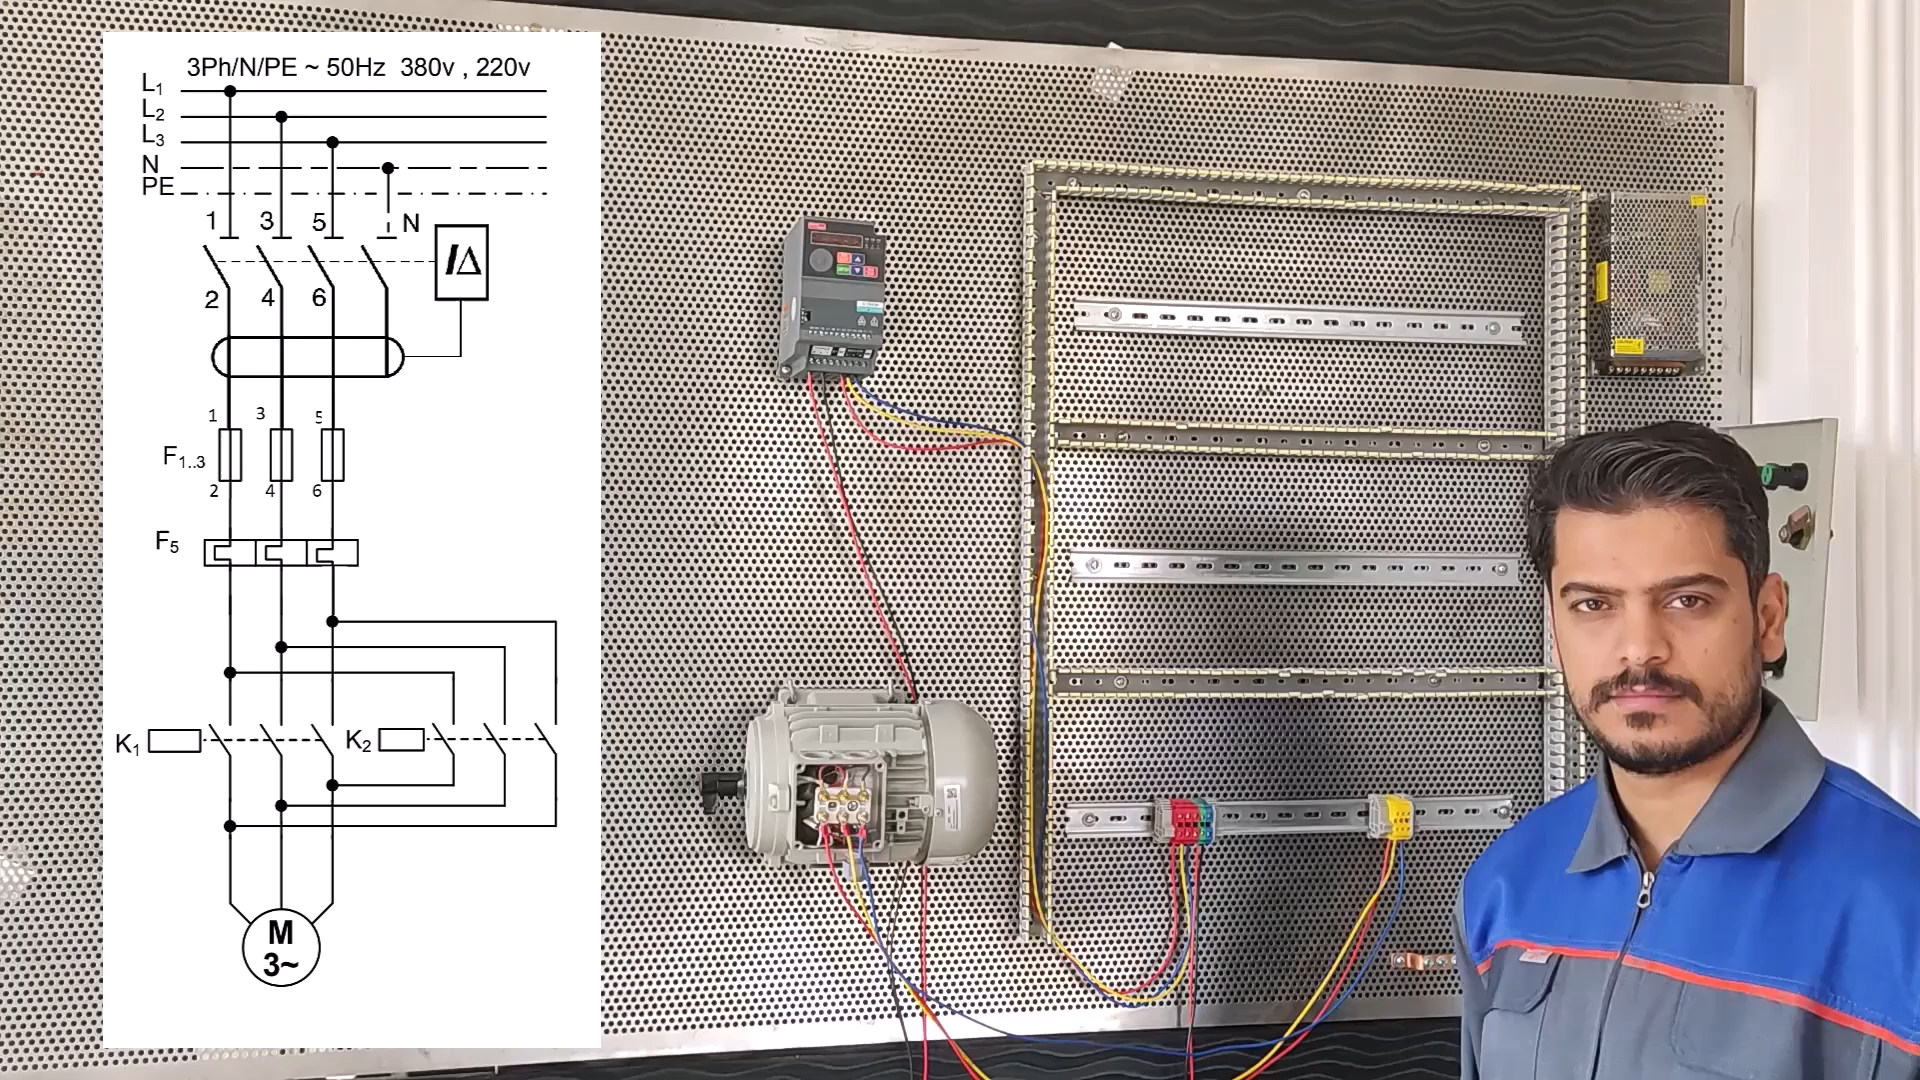 3Ph/N/PE ~ 50Hz 380v , 220v
L1
L2
L3
N
PE
1 3 5 N
I∆
2 4 6
1 3 5
F1..3
2 4 6
F5
K1 K2
M
3~